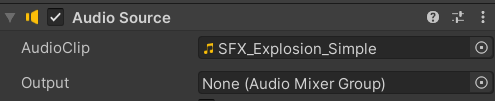 Audio Source
AudioClip SFX_Explosion_Simple
Output None (Audio Mixer Group)